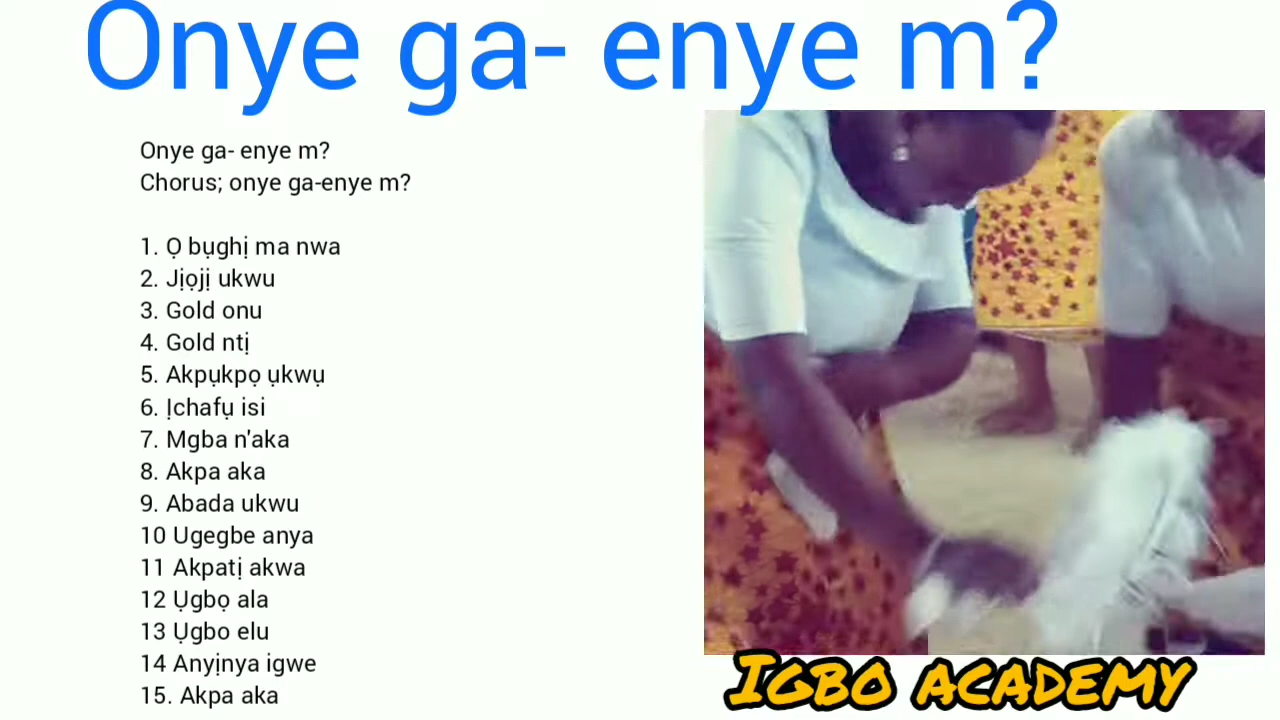 Onye ga- enye m?
Onye ga- enye m?
Chorus; onye ga-enye m?
1. Ọ bụghị ma nwa
2. Jịọjị ukwu
3. Gold onu
4. Gold ntị
5. Akpụkpọ ụkwụ
6. Ịchafụ isi
7. Mgba n'aka
8. Akpa aka
9. Abada ukwu
10 Ugegbe anya
11 Akpatị akwa
12 Ụgbọ ala
13 Ụgbo elu
14 Anyịnya igwe
15. Akpa aka
IGBO ACADEMY